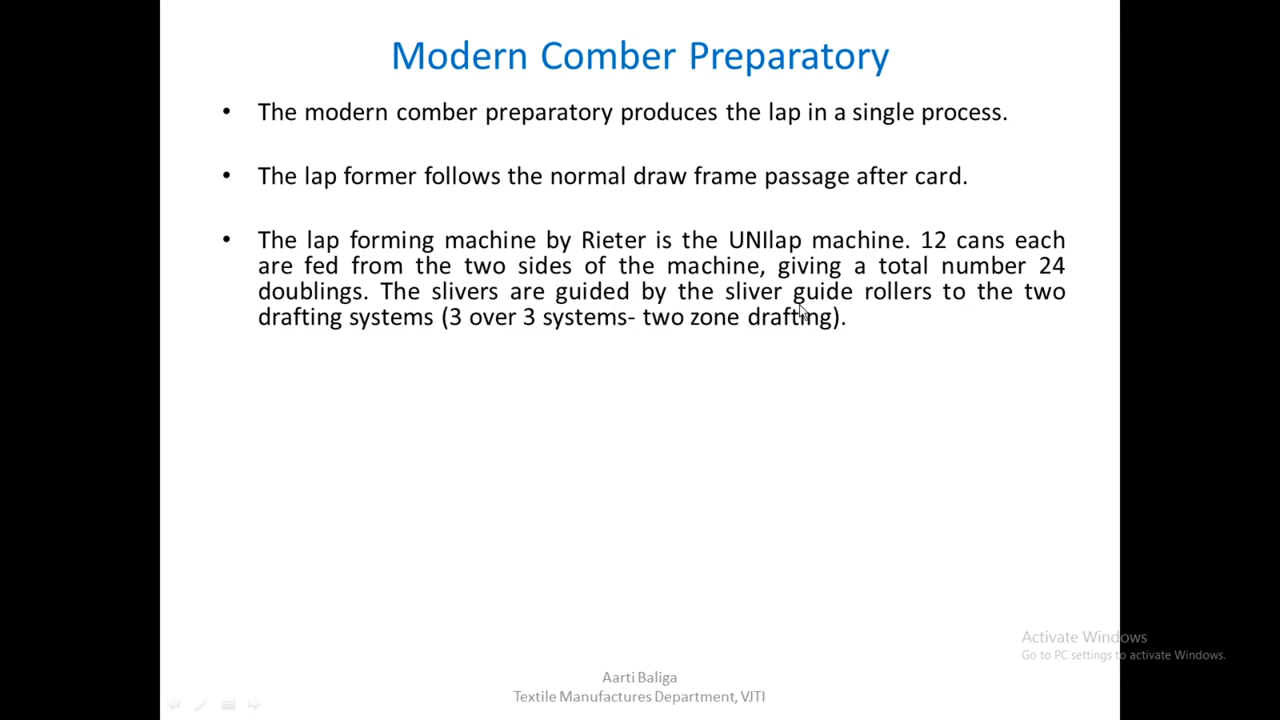 Modern Comber Preparatory
• The modern comber preparatory produces the lap in a single process.
• The lap former follows the normal draw frame passage after card.
• The lap forming machine by Rieter is the UNIlap machine. 12 cans each
are fed from the two sides of the machine, giving a total number 24
doublings. The slivers are guided by the sliver guide rollers to the two
drafting systems (3 over 3 systems- two zone drafting).
Activate Windows
Go to PC settings to activate Windows.
Aarti Baliga
Textile Manufactures Department, VJTI